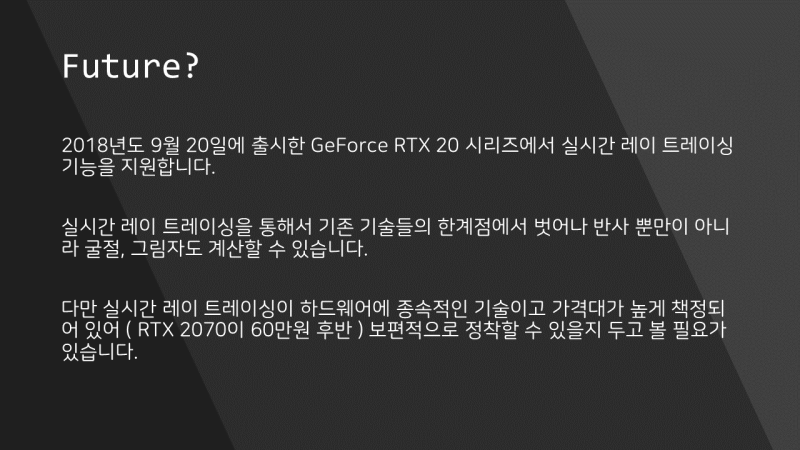 Future?
2018년도 9월 20일에 출시한 GeForce RTX 20 시리즈에서 실시간 레이 트레이싱
기능을 지원합니다.
실시간 레이 트레이싱을 통해서 기존 기술들의 한계점에서 벗어나 반사 뿐만이 아니
라 굴절, 그림자도 계산할 수 있습니다.
다만 실시간 레이 트레이싱이 하드웨어에 종속적인 기술이고 가격대가 높게 책정되
어 있어 ( RTX 2070이 60만원 후반 ) 보편적으로 정착할 수 있을지 두고 볼 필요가
있습니다.